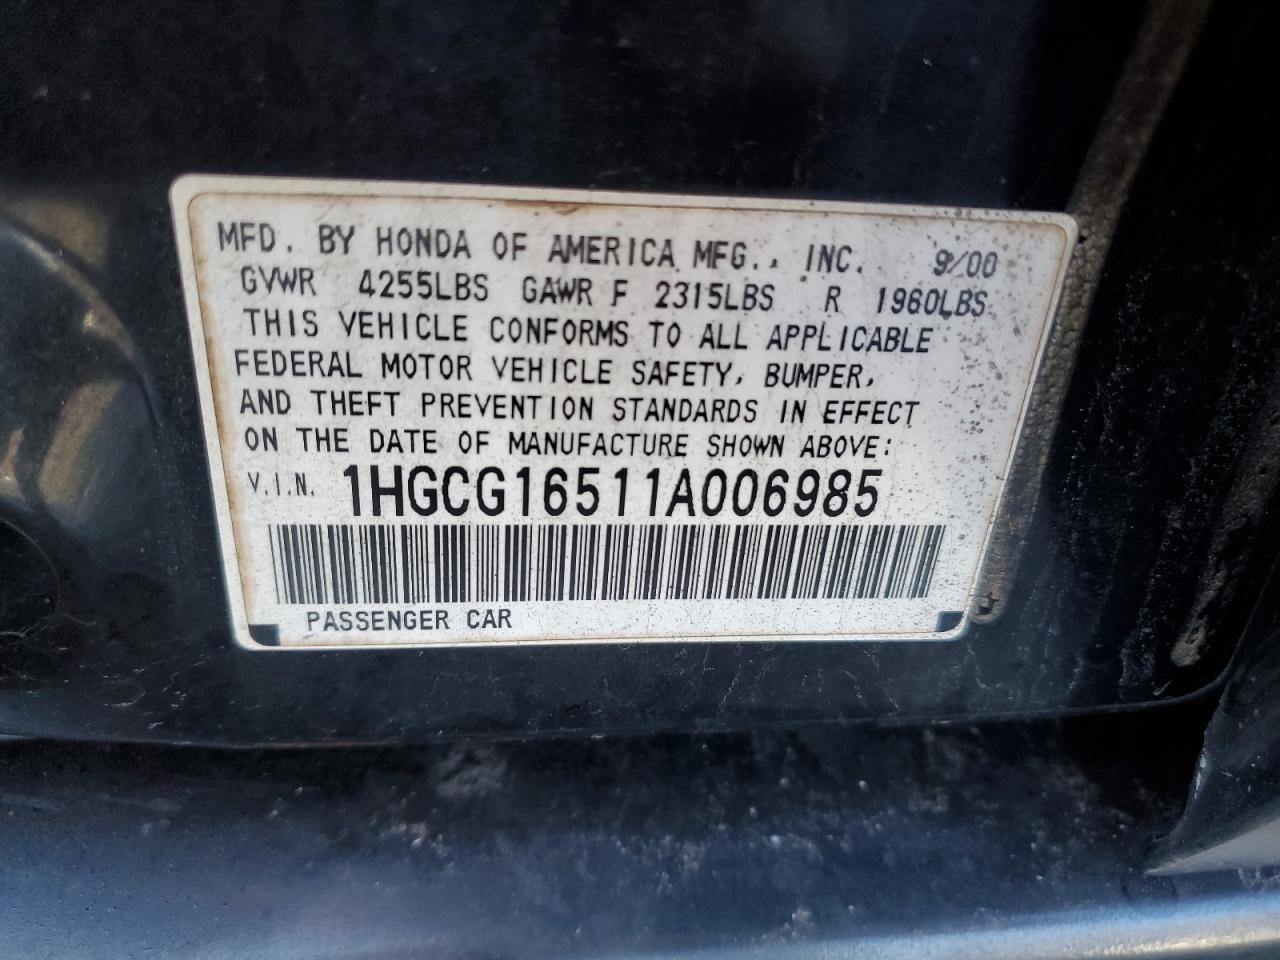 MFD. BY HONDA OF AMERICA MFG., INC. 9/00
GVWR 4255LBS GAWR F 2315LBS R 1960LBS
THIS VEHICLE CONFORMS TO ALL APPLICABLE
FEDERAL MOTOR VEHICLE SAFETY, BUMPER,
AND THEFT PREVENTION STANDARDS IN EFFECT
ON THE DATE OF MANUFACTURE SHOWN ABOVE:
V.I.N. 1HGCG16511A006985
PASSENGER CAR